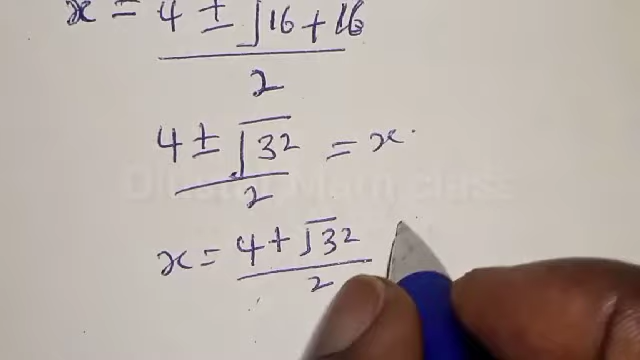 x = 4 ± √16 + 16
2
4 ± √32 = x.
2
x = 4 + √32
2